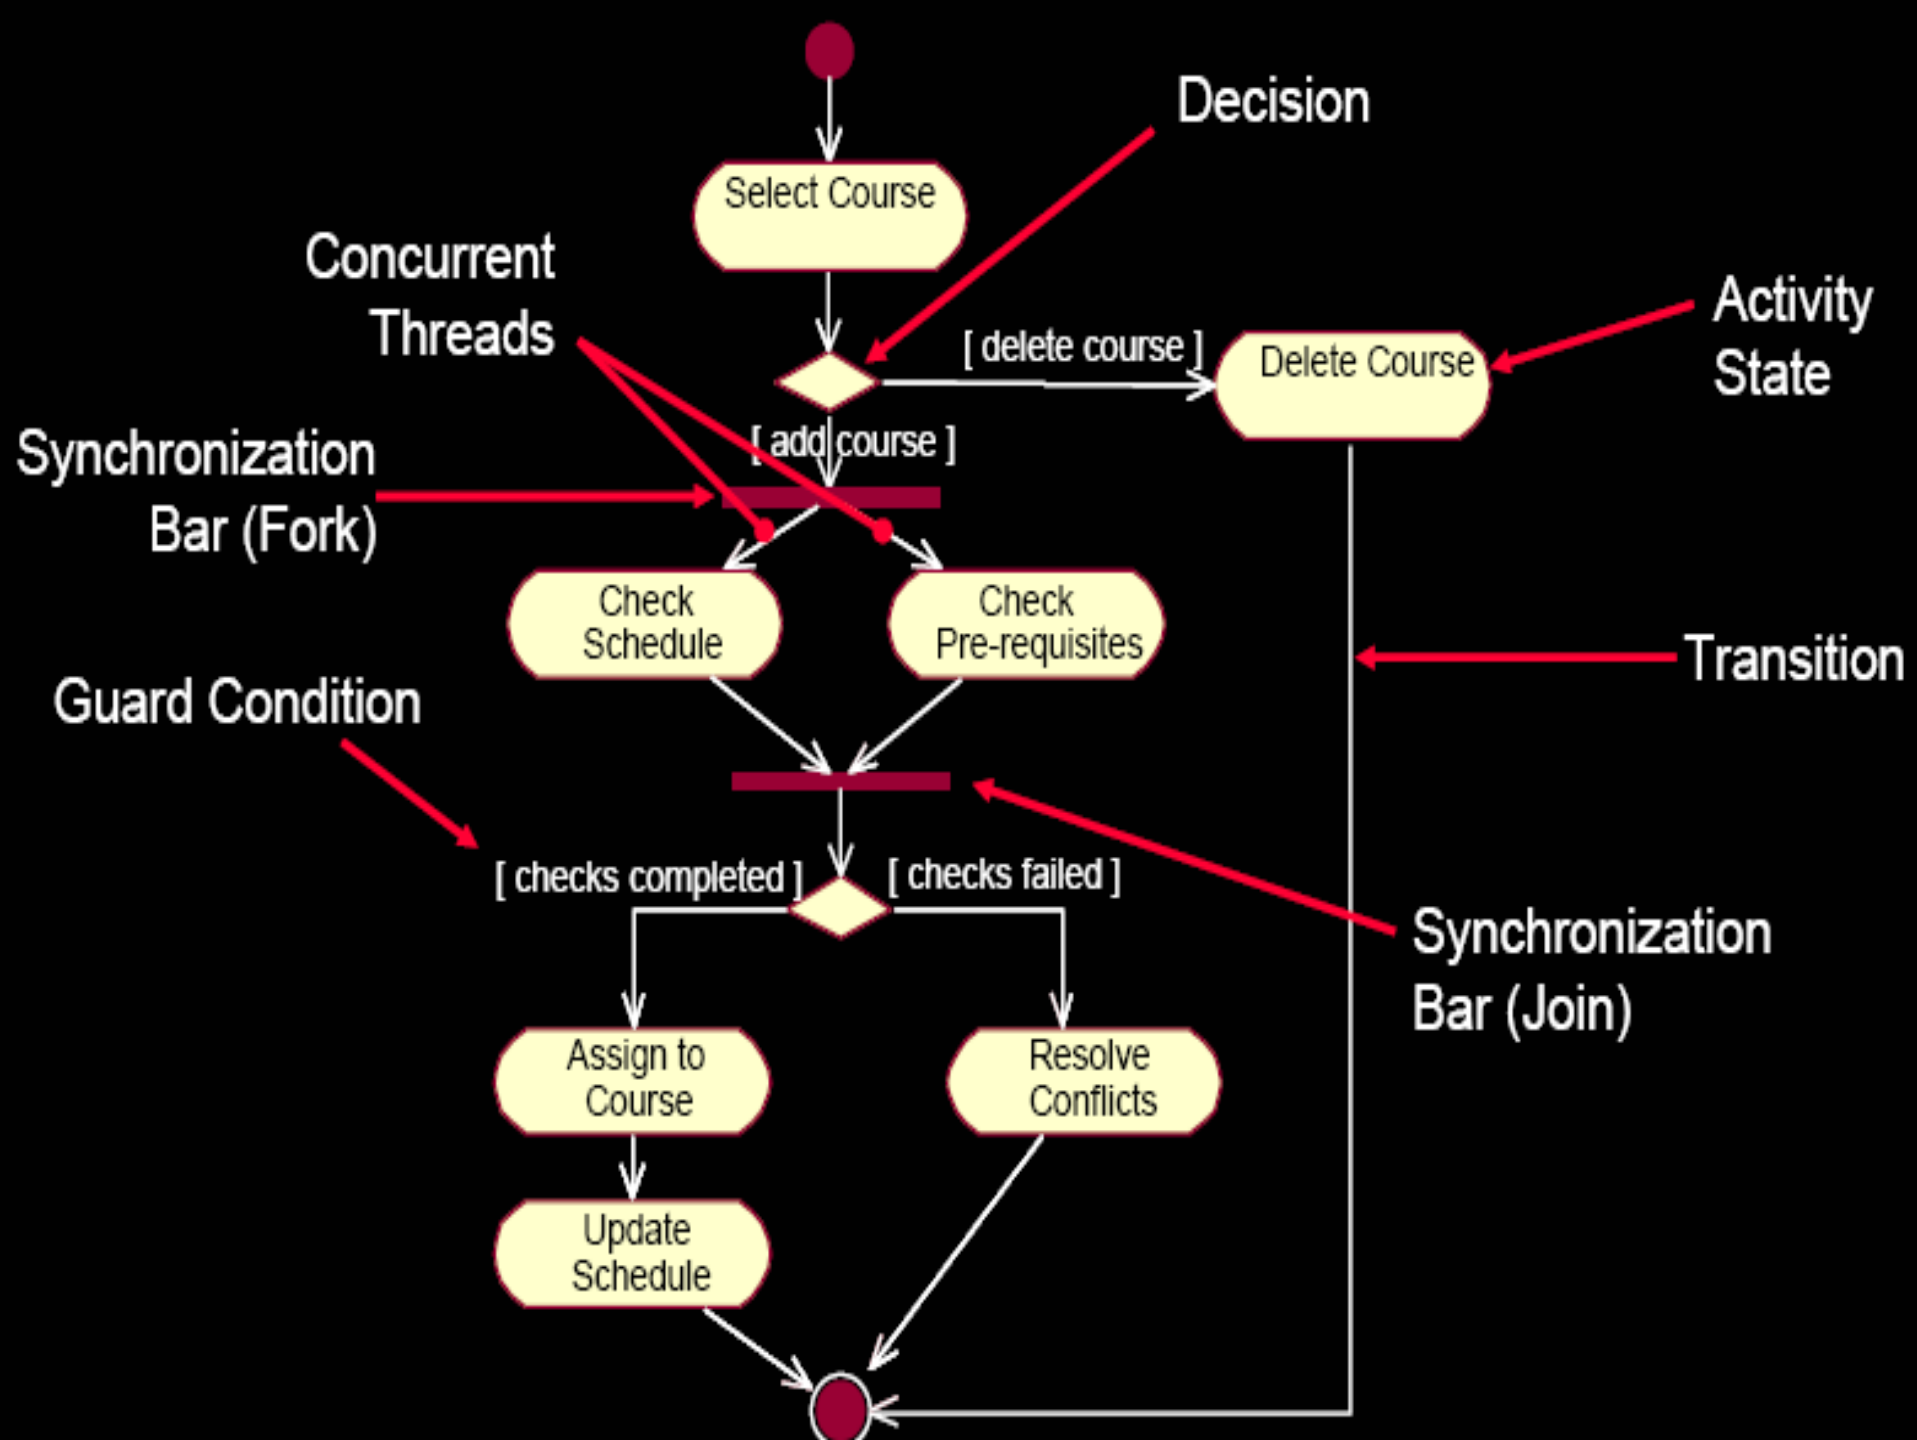 Decision
Select Course
Concurrent
Threads
[ delete course ]
Delete Course
Activity
State
[ add course ]
Synchronization
Bar (Fork)
Check
Schedule
Check
Pre-requisites
Transition
Guard Condition
[ checks completed ]
[ checks failed ]
Synchronization
Bar (Join)
Assign to
Course
Resolve
Conflicts
Update
Schedule